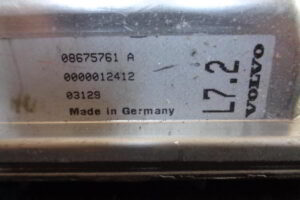 08675761 A
0000012412
03129
Made in Germany
L7.2
VOLVO